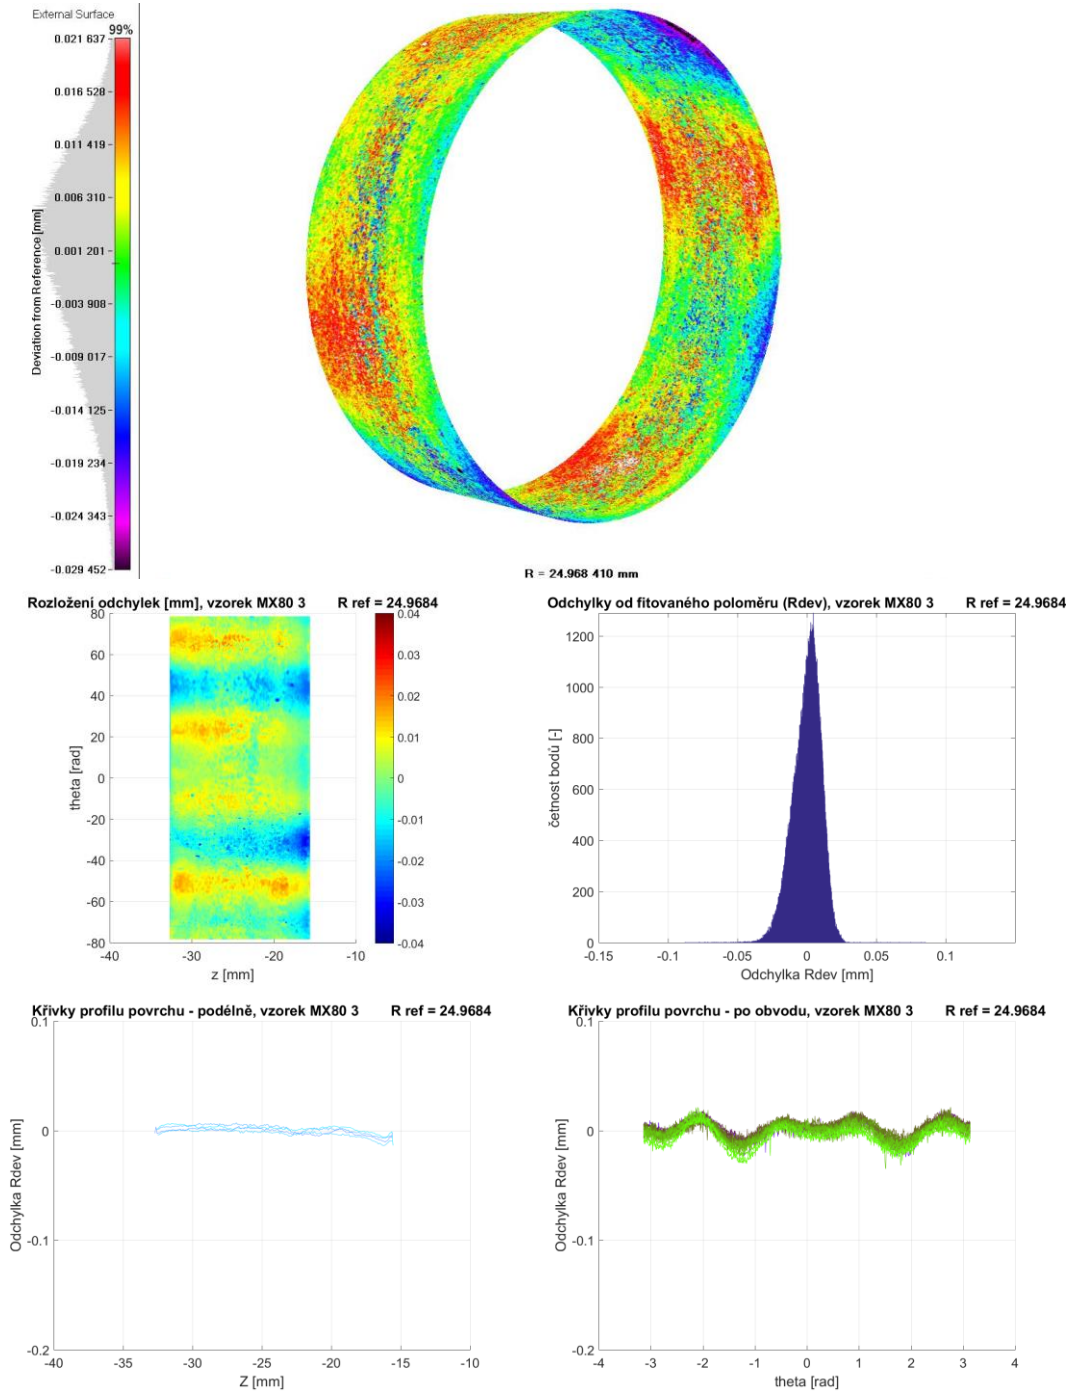 External Surface
99%
0.021 637
0.016 528
0.011 419
0.006 310
0.001 201
-0.003 908
-0.009 017
-0.014 125
-0.019 234
-0.024 343
-0.029 452
Deviation from Reference [mm]
R = 24.968 410 mm
Rozložení odchylek [mm], vzorek MX80 3 R ref = 24.9684
80
60
40
20
0
-20
-40
-60
-80
theta [rad]
-40 -30 -20 -10
z [mm]
0.04
0.03
0.02
0.01
0
-0.01
-0.02
-0.03
-0.04
Odchylky od fitovaného poloměru (Rdev), vzorek MX80 3 R ref = 24.9684
1200
1000
800
600
400
200
0
četnost bodů [-]
-0.15 -0.1 -0.05 0 0.05 0.1
Odchylka Rdev [mm]
Křivky profilu povrchu - podélně, vzorek MX80 3 R ref = 24.9684
0.1
0
-0.1
-0.2
Odchylka Rdev [mm]
-40 -35 -30 -25 -20 -15 -10
Z [mm]
Křivky profilu povrchu - po obvodu, vzorek MX80 3 R ref = 24.9684
0.1
0
-0.1
-0.2
Odchylka Rdev [mm]
-4 -3 -2 -1 0 1 2 3 4
theta [rad]